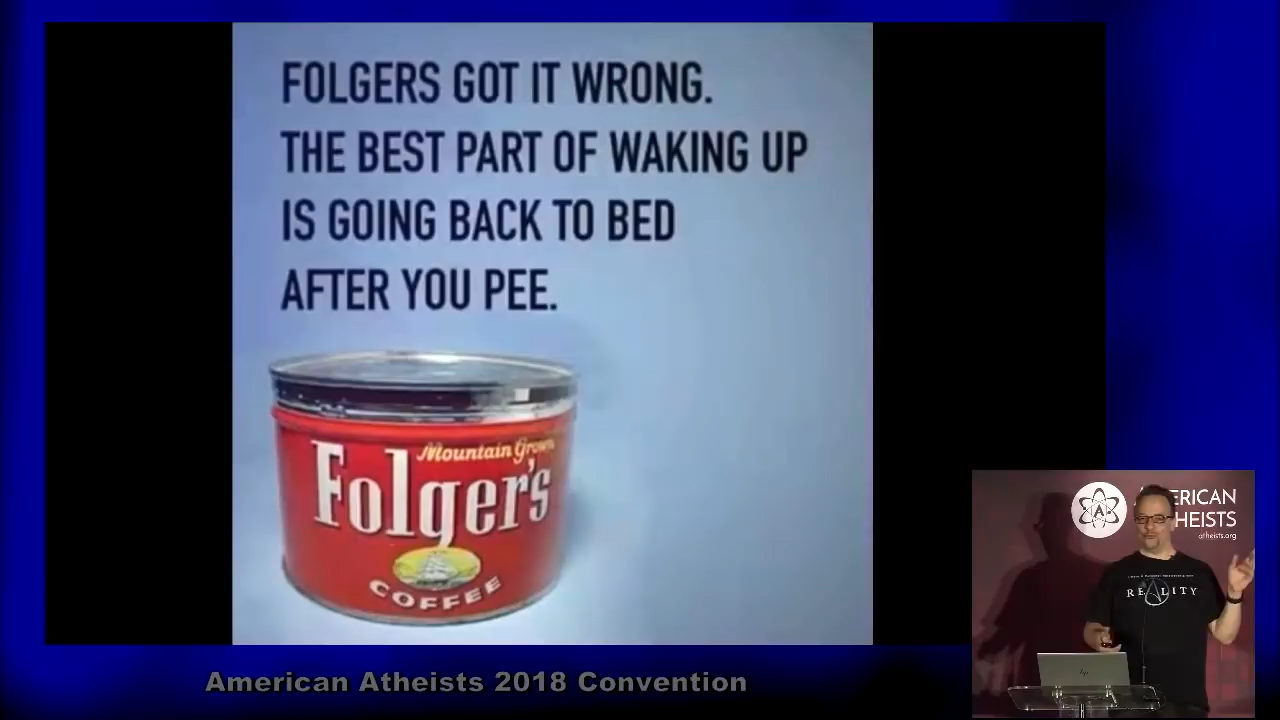 FOLGERS GOT IT WRONG.
THE BEST PART OF WAKING UP
IS GOING BACK TO BED
AFTER YOU PEE.
Mountain Grown
Folger's
COFFEE
AMERICAN
ATHEISTS
atheists.org
REALITY
hp
American Atheists 2018 Convention